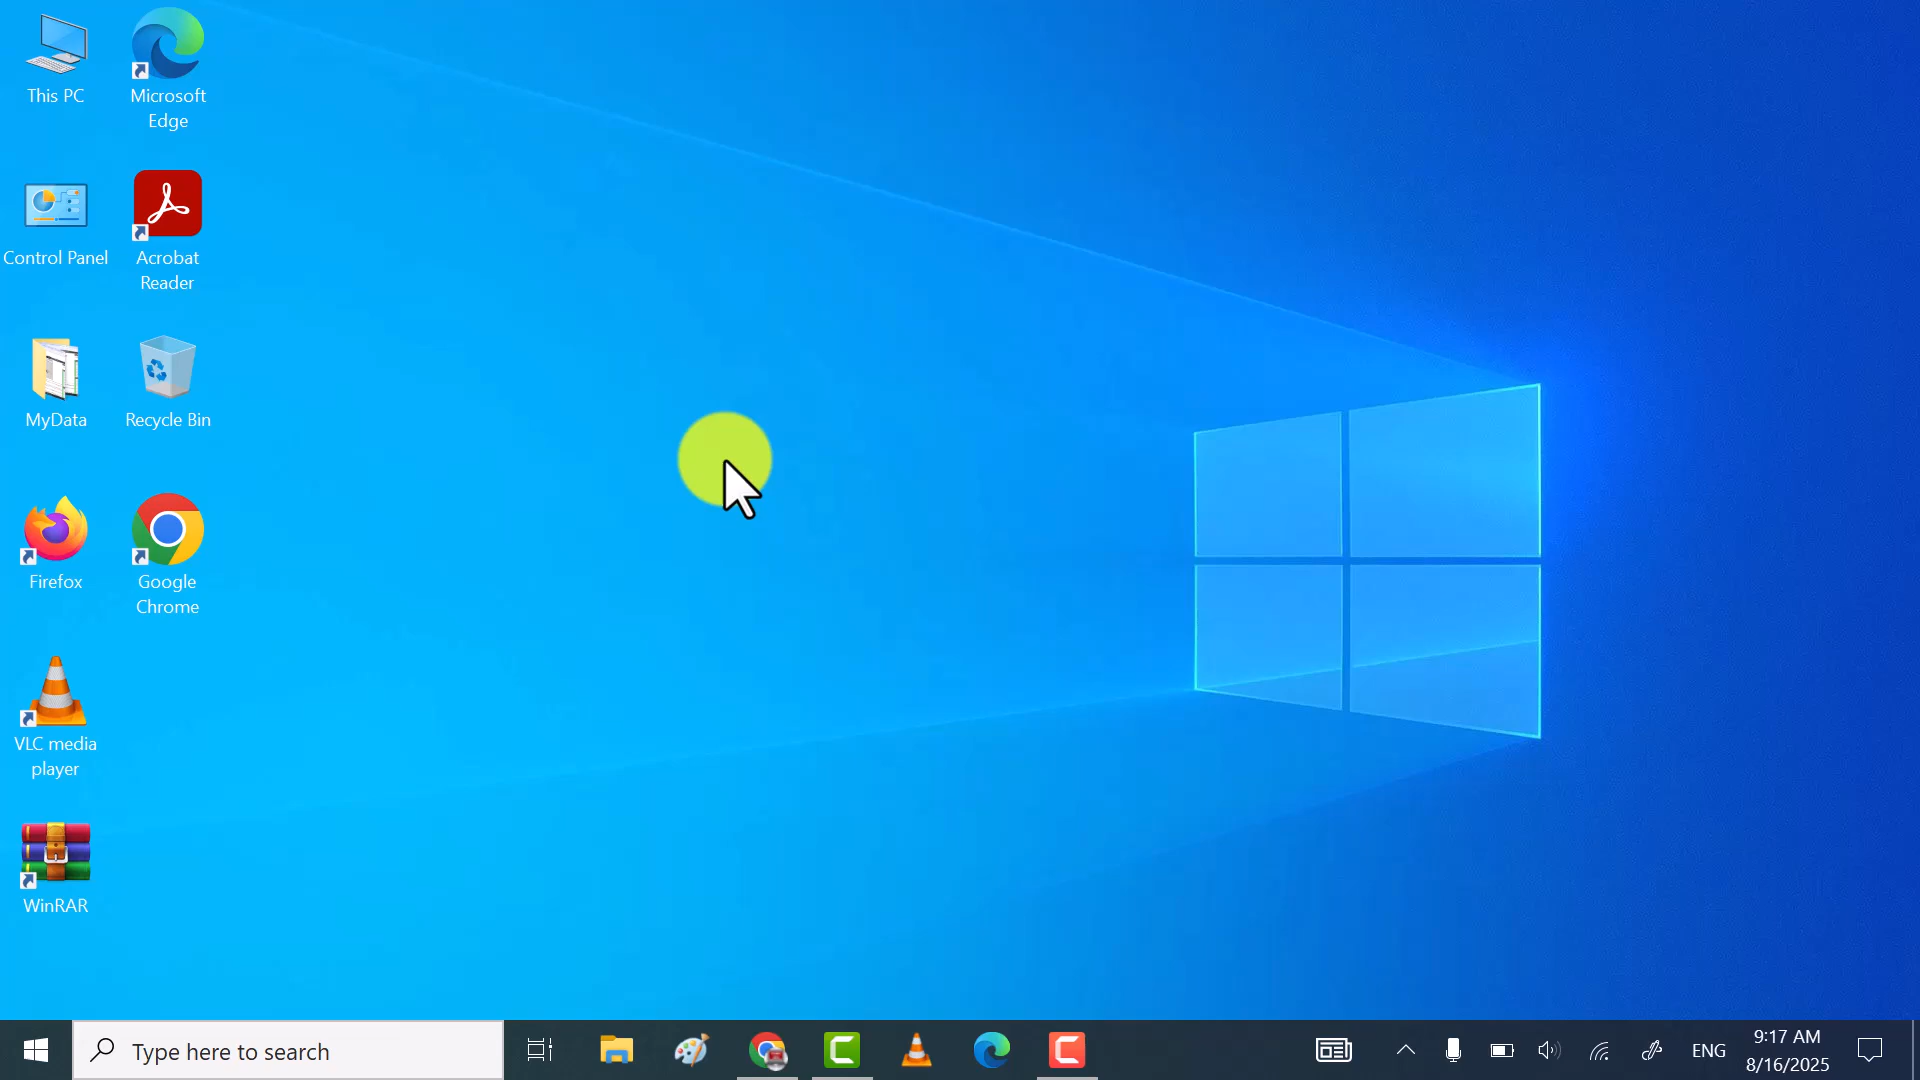 This PC
Microsoft
Edge
Control Panel
Acrobat
Reader
MyData
Recycle Bin
Firefox
Google
Chrome
VLC media
player
WinRAR
Type here to search
ENG
9:17 AM
8/16/2025